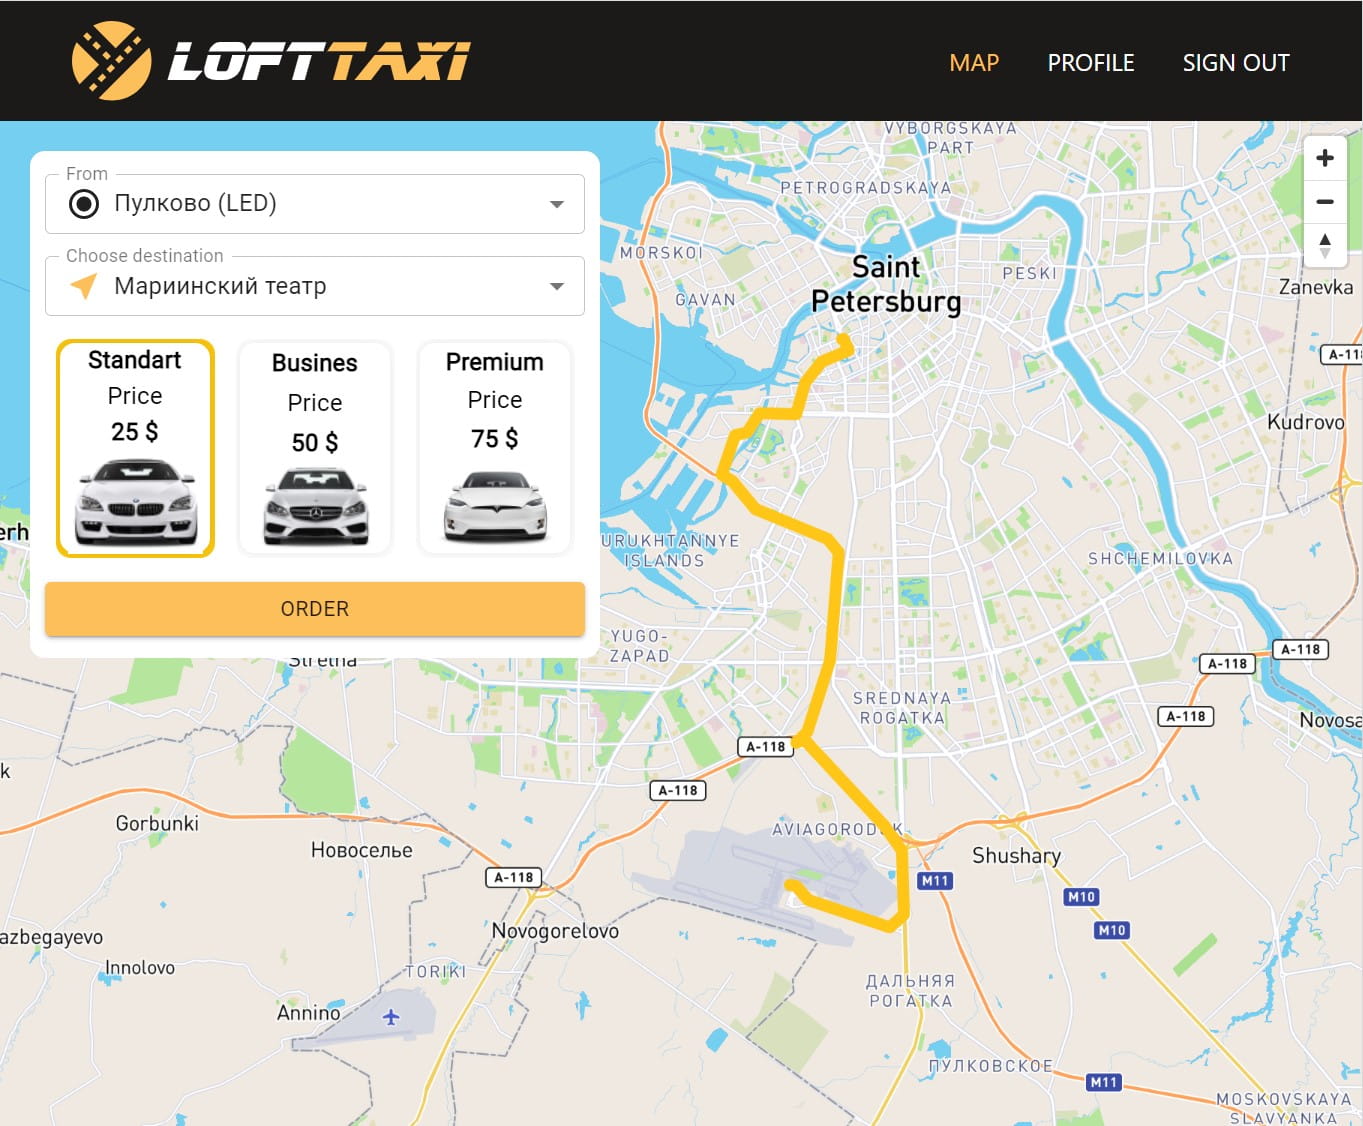 LOFTTAXI
MAP PROFILE SIGN OUT
From
Пулково (LED)
Choose destination
Мариинский театр
Standart
Price
25 $
Busines
Price
50 $
Premium
Price
75 $
ORDER
VYBORGSKAYA
PART
PETROGRADSKAYA
MORSKOI
Saint
Petersburg
PESKI
GAVAN
Zanevka
Kudrovo
URUKHTANNYE
ISLANDS
SHCHEMILOVKA
YUGO-
ZAPAD
Strelna
A-118
A-118
SREDNAYA
ROGATKA
A-118
Novosa
A-118
A-118
Gorbunki
Новоселье
AVIAGORODOK
Shushary
A-118
M11
M10
M10
Novogorelovo
azbegayevo
Innolovo
TORIKI
ДАЛЬНЯЯ
РОГАТКА
Annino
ПУЛКОВСКОЕ
M11
MOSKOVSKAYA
SLAVYANKA